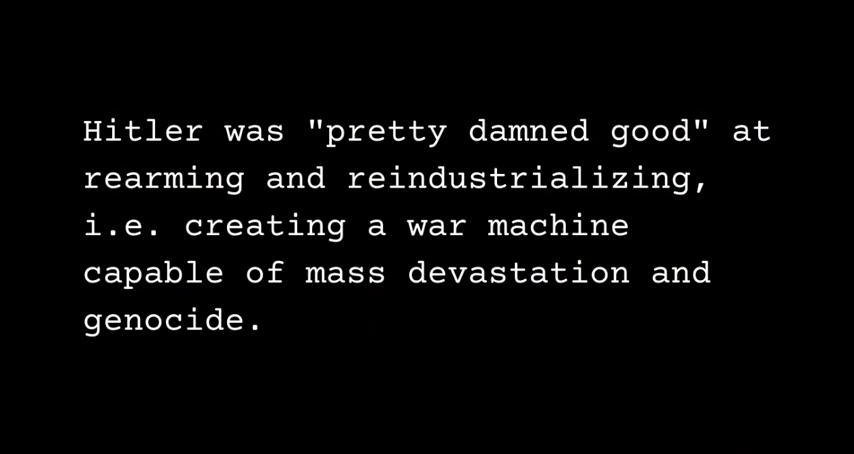 Hitler was "pretty damned good" at
rearming and reindustrializing,
i.e. creating a war machine
capable of mass devastation and
genocide.